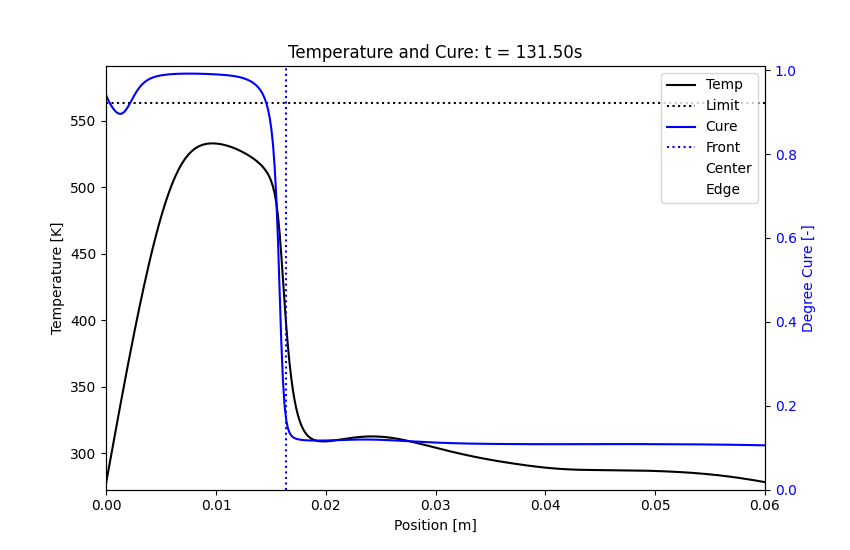 Temperature and Cure: t = 131.50s
Temp
Limit
Cure
Front
Center
Edge
Temperature [K]
550
500
450
400
350
300
Degree Cure [-]
1.0
0.8
0.6
0.4
0.2
0.0
0.00 0.01 0.02 0.03 0.04 0.05 0.06
Position [m]